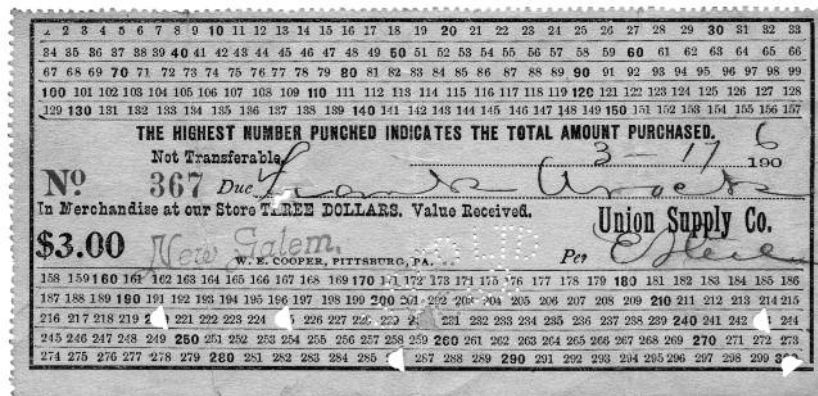 1 2 3 4 5 6 7 8 9 10 11 12 13 14 15 16 17 18 19 20 21 22 23 24 25 26 27 28 29 30 31 32 33
34 35 36 37 38 39 40 41 42 43 44 45 46 47 48 49 50 51 52 53 54 55 56 57 58 59 60 61 62 63 64 65 66
67 68 69 70 71 72 73 74 75 76 77 78 79 80 81 82 83 84 85 86 87 88 89 90 91 92 93 94 95 96 97 98 99
100 101 102 103 104 105 106 107 108 109 110 111 112 113 114 115 116 117 118 119 120 121 122 123 124 125 126 127 128
129 130 131 132 133 134 135 136 137 138 139 140 141 142 143 144 145 146 147 148 149 150 151 152 153 154 155 156 157
THE HIGHEST NUMBER PUNCHED INDICATES THE TOTAL AMOUNT PURCHASED.
Not Transferable 3-17 1906
No 367 Due Frank
In Merchandise at our Store THREE DOLLARS. Value Received. Union Supply Co.
$3.00 New Salem. W. E. COOPER, PITTSBURG, PA. Per
158 159 160 161 162 163 164 165 166 167 168 169 170 171 172 173 174 175 176 177 178 179 180 181 182 183 184 185 186
187 188 189 190 191 192 193 194 195 196 197 198 199 200 201 202 203 204 205 206 207 208 209 210 211 212 213 214 215
216 217 218 219 221 222 223 224 226 227 228 229 231 232 233 234 235 236 237 238 239 240 241 242 244
245 246 247 248 249 250 251 252 253 254 255 256 257 258 259 260 261 262 263 264 265 266 267 268 269 270 271 272 273
274 275 276 277 278 279 280 281 282 283 284 285 287 288 289 290 291 292 293 294 295 296 297 298 299